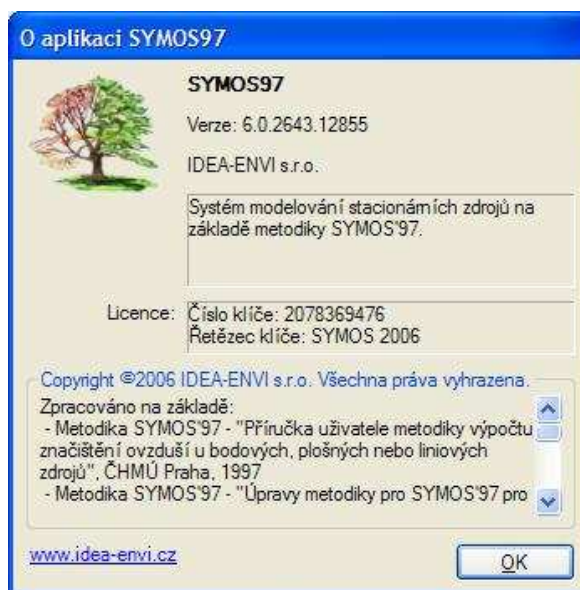 O aplikaci SYMOS97
SYMOS97
Verze: 6.0.2643.12855
IDEA-ENVI s.r.o.
Systém modelování stacionárních zdrojů na
základě metodiky SYMOS'97.
Licence:
Číslo klíče: 2078369476
Řetězec klíče: SYMOS 2006
Copyright ©2006 IDEA-ENVI s.r.o. Všechna práva vyhrazena.
Zpracováno na základě:
- Metodika SYMOS'97 - "Příručka uživatele metodiky výpočtu
značištění ovzduší u bodových, plošných nebo liniových
zdrojů", ČHMÚ Praha, 1997
- Metodika SYMOS'97 - "Úpravy metodiky pro SYMOS'97 pro
www.idea-envi.cz
OK